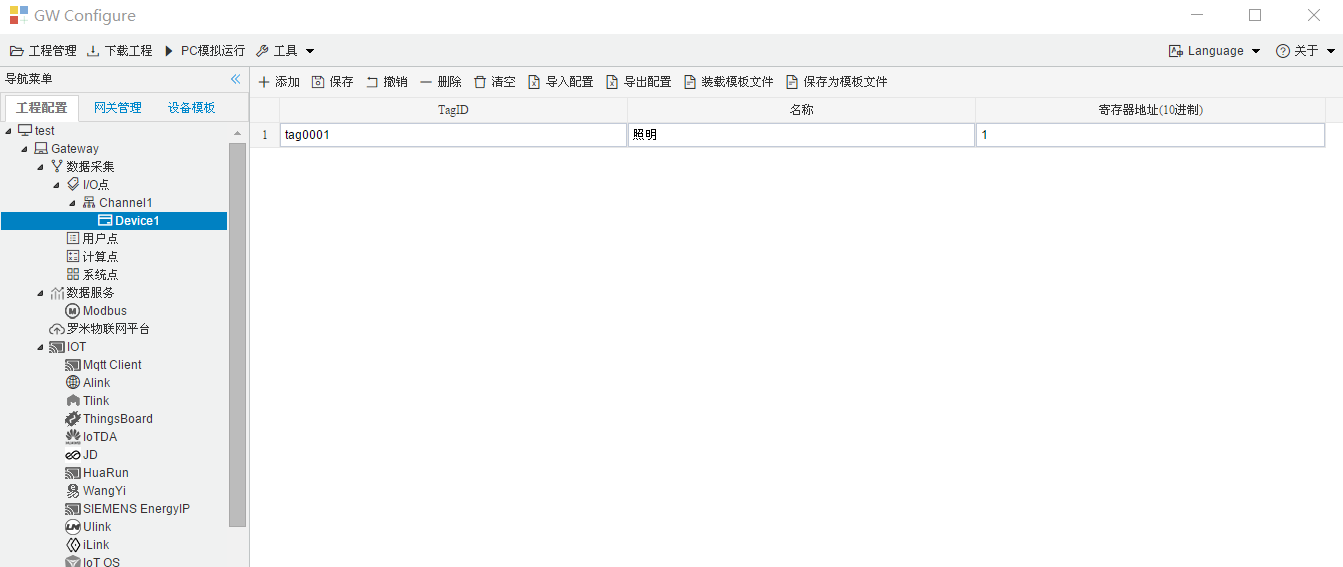 GW Configure
工程管理 下载工程 PC模拟运行 工具 Language 关于
导航菜单
添加 保存 撤销 删除 清空 导入配置 导出配置 装载模板文件 保存为模板文件
工程配置 网关管理 设备模板
TagID 名称 寄存器地址(10进制)
1 tag0001 照明 1
test
Gateway
数据采集
I/O点
Channel1
Device1
用户点
计算点
系统点
数据服务
Modbus
罗米物联网平台
IOT
Mqtt Client
Alink
Tlink
ThingsBoard
IoTDA
JD
HuaRun
WangYi
SIEMENS EnergyIP
Ulink
iLink
IoT OS